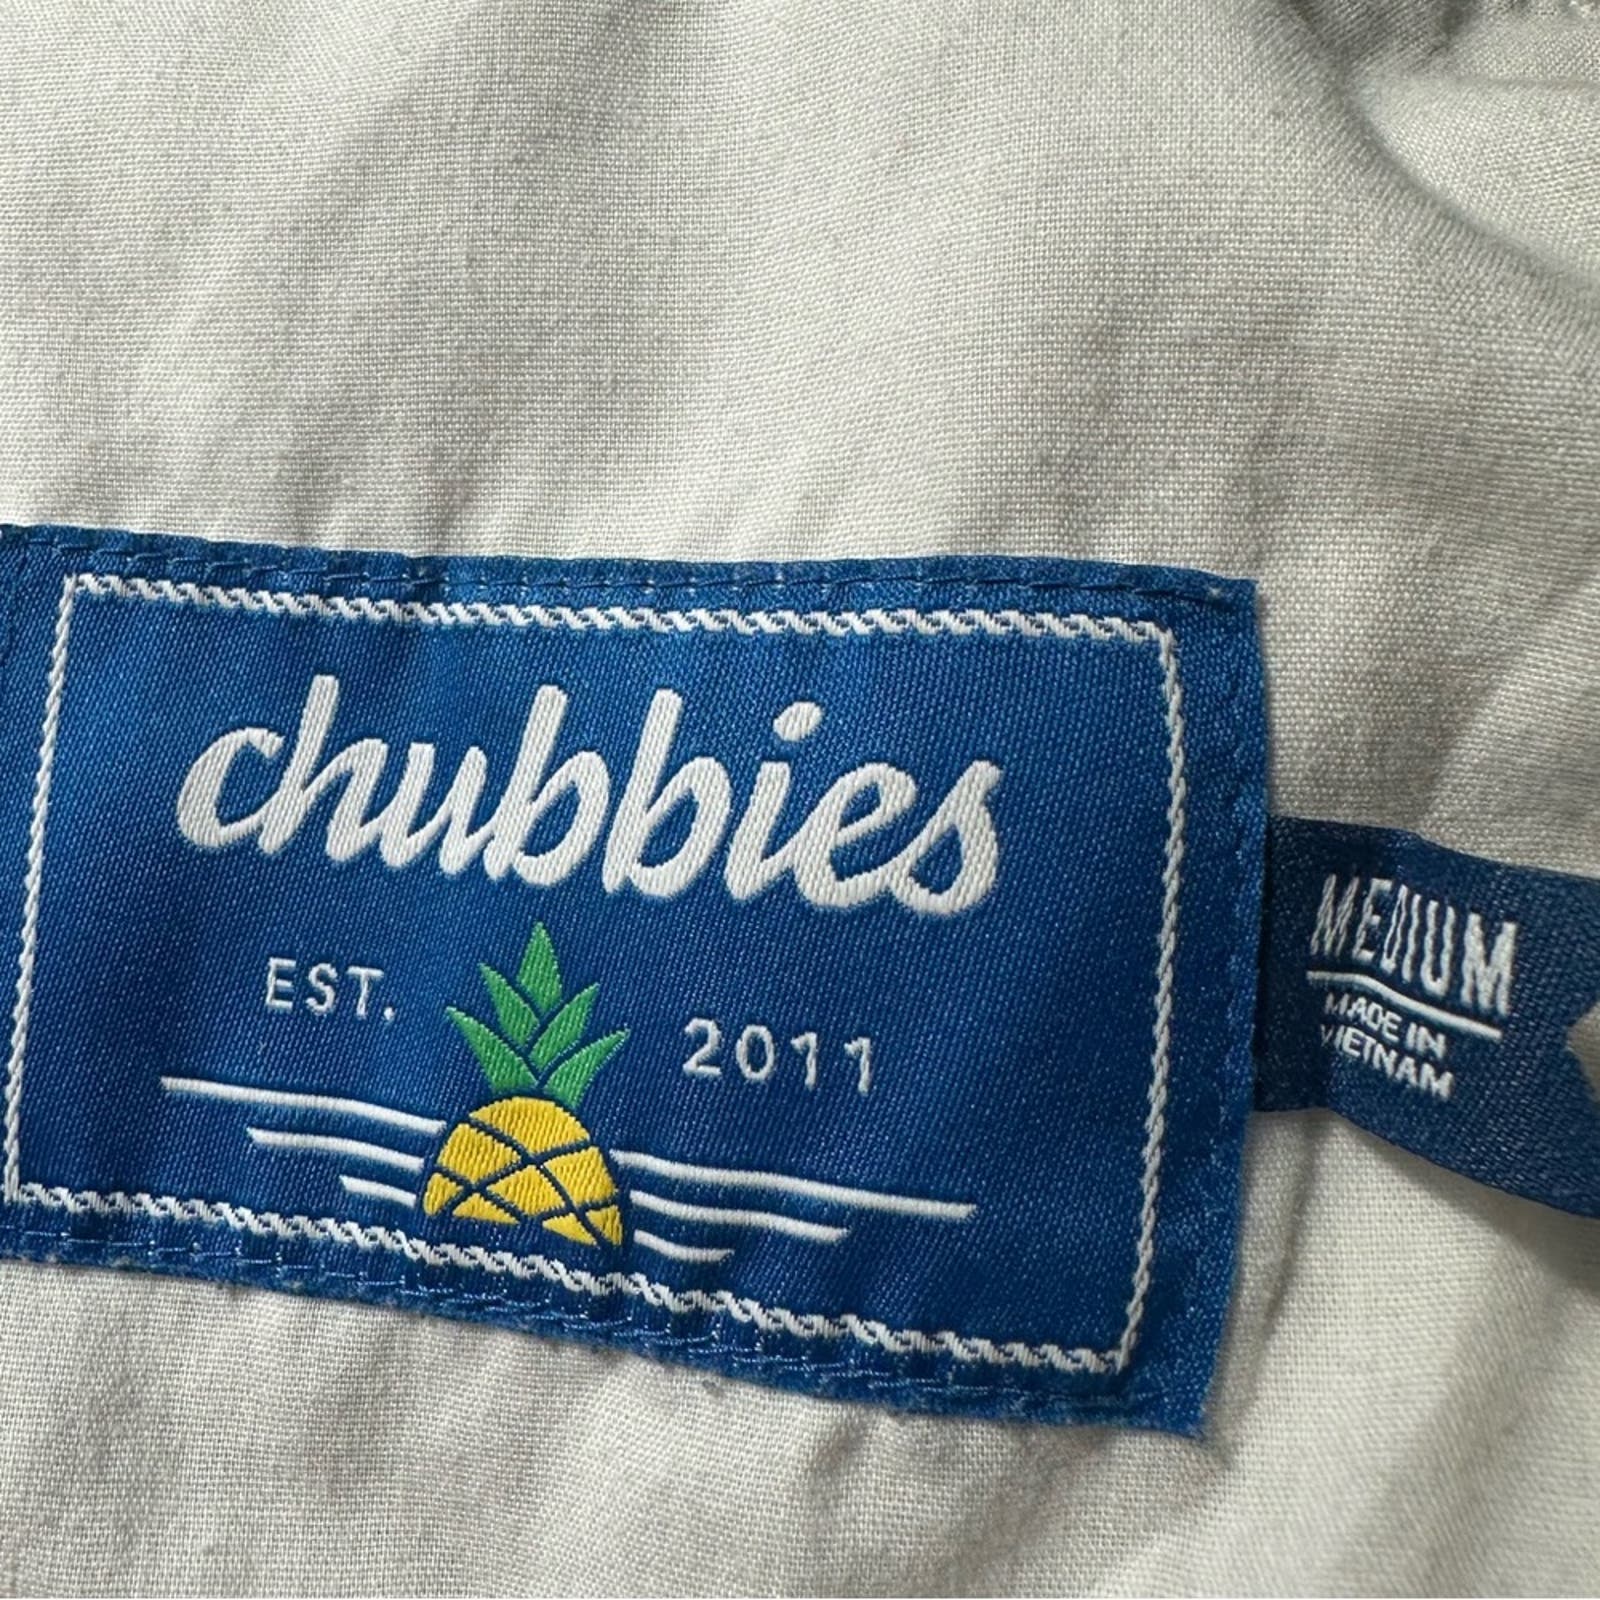 chubbies
EST. 2011
MEDIUM
MADE IN
VIETNAM